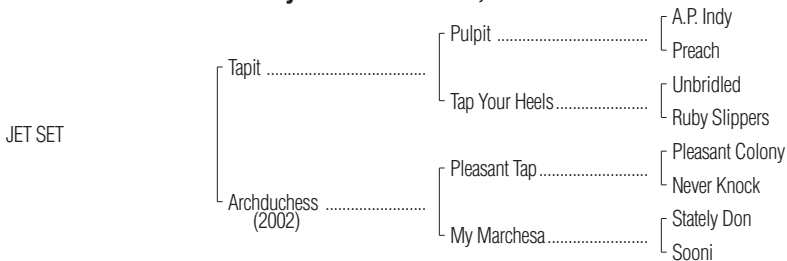 A.P. Indy
Pulpit ..............................................
Preach
Tapit ................................................
Unbridled
Tap Your Heels............................
Ruby Slippers
JET SET
Pleasant Colony
Pleasant Tap.................................
Never Knock
Archduchess ..............................
(2002)
Stately Don
My Marchesa..............................
Sooni